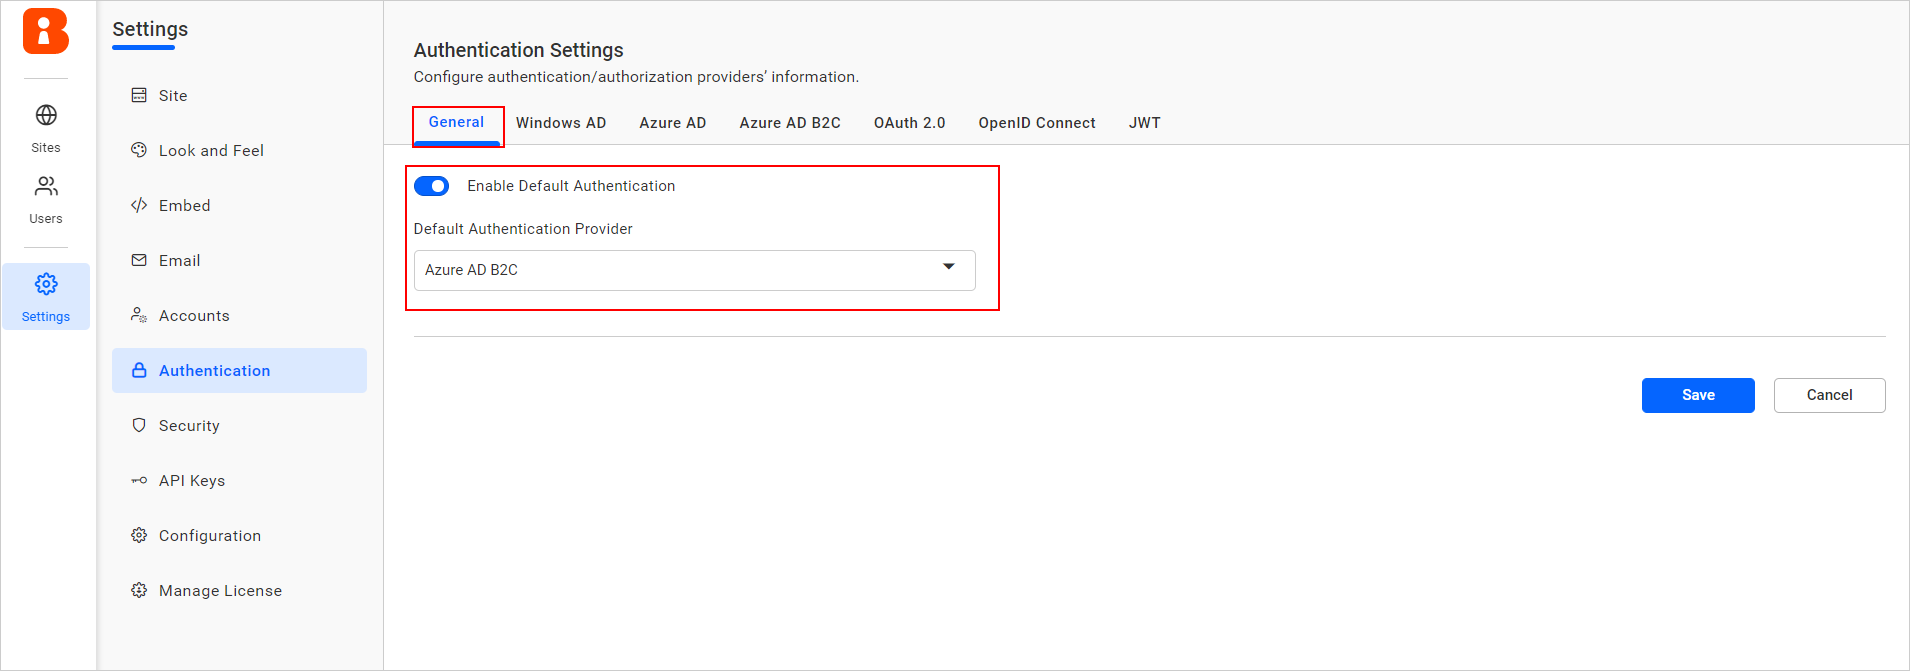 Sites
Users
Settings
Settings
Site
Look and Feel
Embed
Email
Accounts
Authentication
Security
API Keys
Configuration
Manage License
Authentication Settings
Configure authentication/authorization providers’ information.
General Windows AD Azure AD Azure AD B2C OAuth 2.0 OpenID Connect JWT
Enable Default Authentication
Default Authentication Provider
Azure AD B2C
Save Cancel